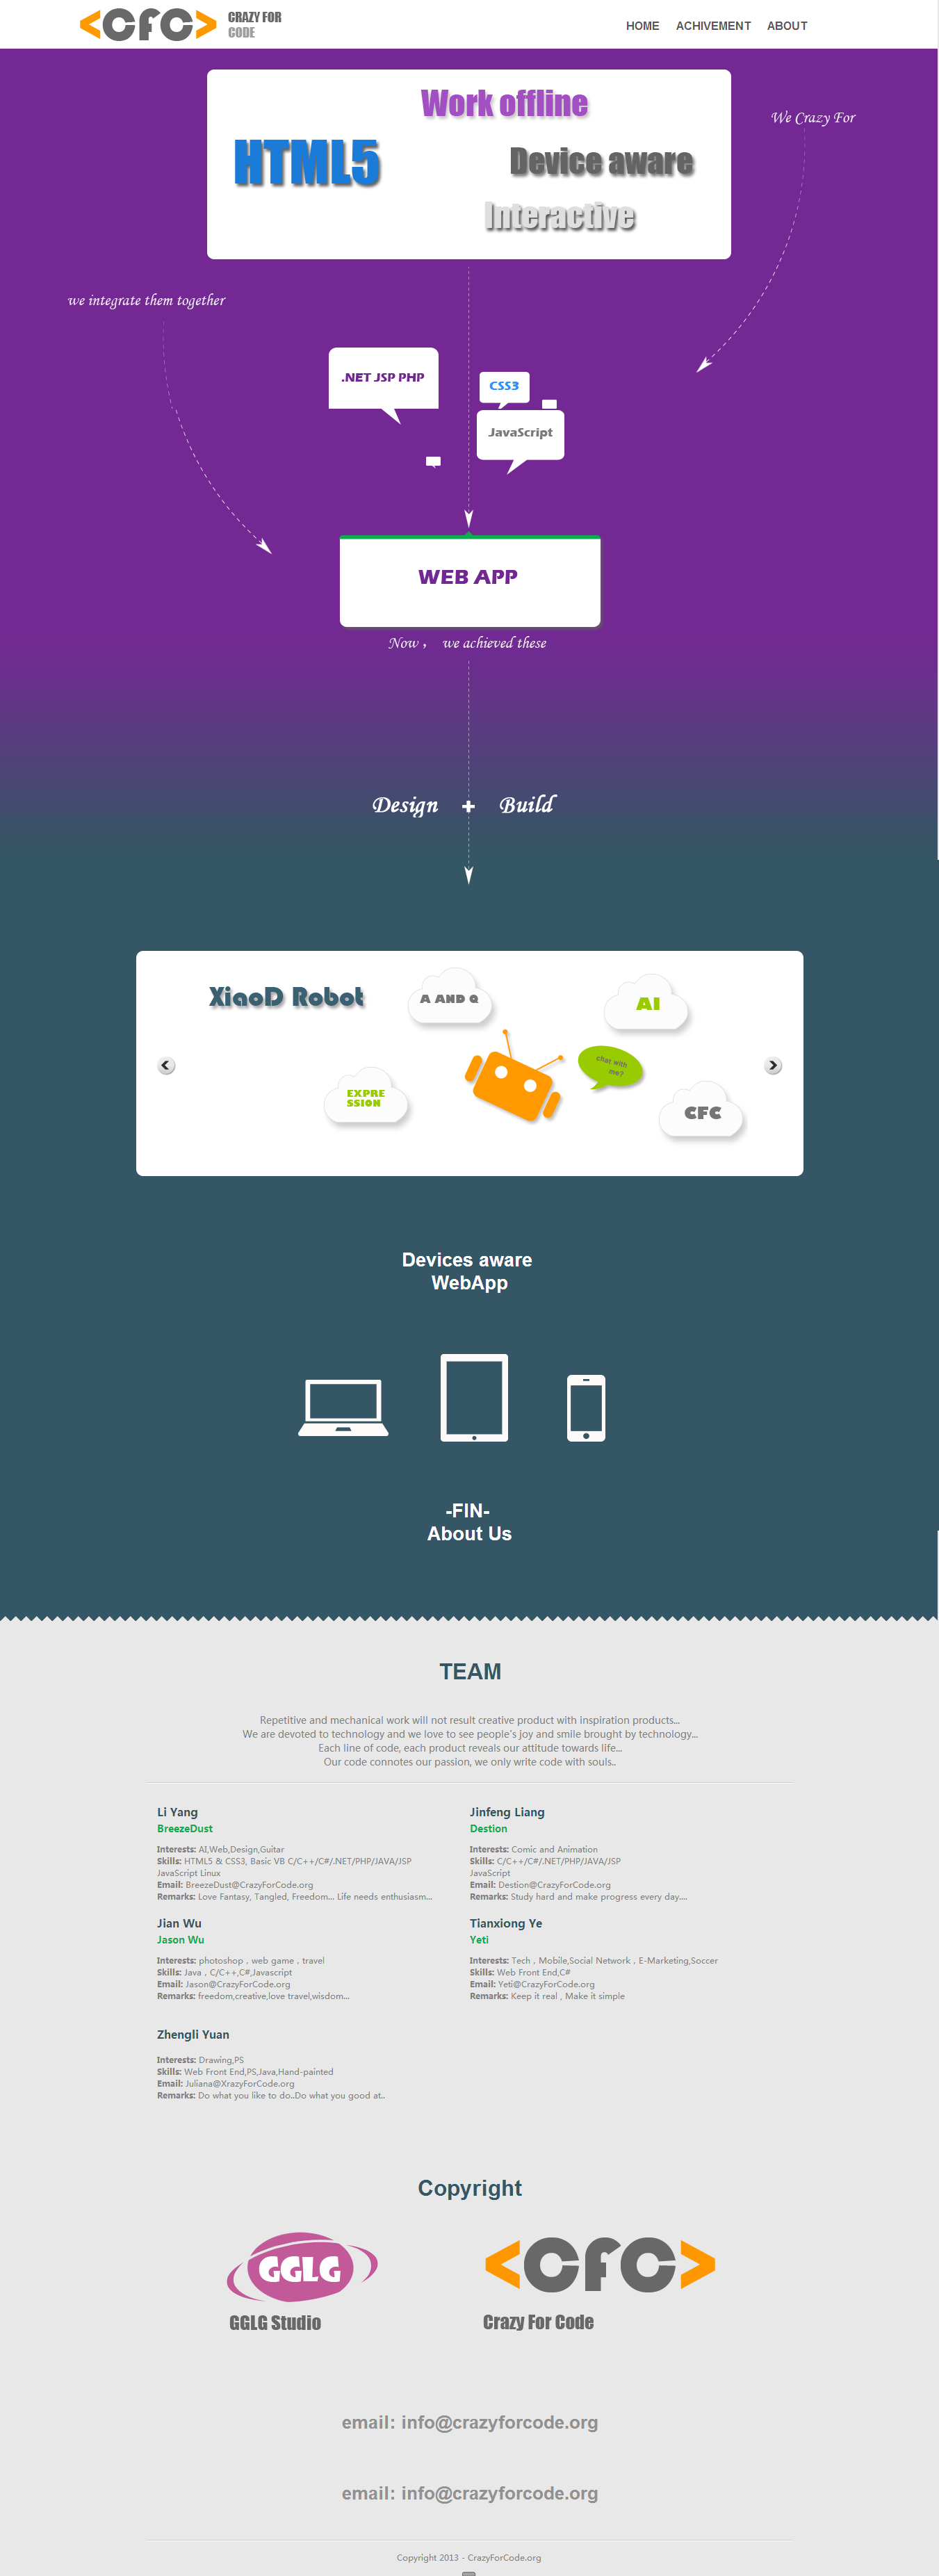 <CFC> CRAZY FOR
CODE
HOME ACHIVEMENT ABOUT
Work offline
HTML5
Device aware
Interactive
We Crazy For
we integrate them together
.NET JSP PHP
CSS3
JavaScript
WEB APP
Now , we achieved these
Design + Build
XiaoD Robot
A AND Q
AI
chat with
me?
EXPRE
SSION
CFC
Devices aware
WebApp
-FIN-
About Us
TEAM
Repetitive and mechanical work will not result creative product with inspiration products...
We are devoted to technology and we love to see people's joy and smile brought by technology...
Each line of code, each product reveals our attitude towards life...
Our code connotes our passion, we only write code with souls..
Li Yang
BreezeDust
Interests: AI,Web,Design,Guitar
Skills: HTML5 & CSS3, Basic VB C/C++/C#/.NET/PHP/JAVA/JSP
JavaScript Linux
Email: BreezeDust@CrazyForCode.org
Remarks: Love Fantasy, Tangled, Freedom... Life needs enthusiasm...
Jinfeng Liang
Destion
Interests: Comic and Animation
Skills: C/C++/C#/.NET/PHP/JAVA/JSP
JavaScript
Email: Destion@CrazyForCode.org
Remarks: Study hard and make progress every day....
Jian Wu
Jason Wu
Interests: photoshop , web game , travel
Skills: Java , C/C++,C#,Javascript
Email: Jason@CrazyForCode.org
Remarks: freedom,creative,love travel,wisdom...
Tianxiong Ye
Yeti
Interests: Tech , Mobile,Social Network , E-Marketing,Soccer
Skills: Web Front End,C#
Email: Yeti@CrazyForCode.org
Remarks: Keep it real , Make it simple
Zhengli Yuan
Interests: Drawing,PS
Skills: Web Front End,PS,Java,Hand-painted
Email: Juliana@XrazyForCode.org
Remarks: Do what you like to do..Do what you good at..
Copyright
GGLG
GGLG Studio
<CFC>
Crazy For Code
email: info@crazyforcode.org
email: info@crazyforcode.org
Copyright 2013 - CrazyForCode.org